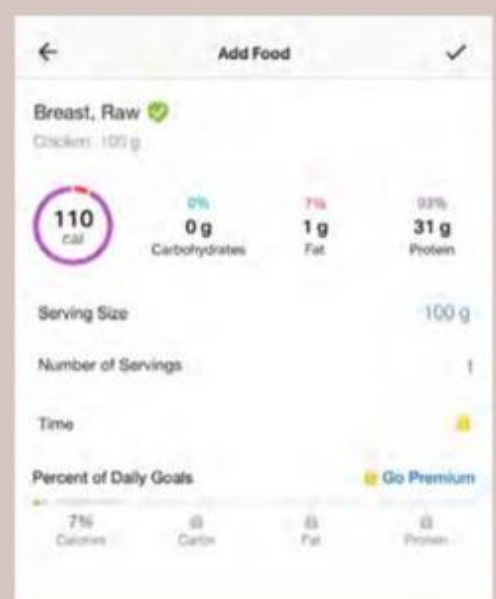 Add Food
Breast, Raw
Chicken 100 g
110
cal
0%
0 g
Carbohydrates
7%
1 g
Fat
93%
31 g
Protein
Serving Size 100 g
Number of Servings 1
Time
Percent of Daily Goals Go Premium
7%
Calories
Carbs
Fat
Protein